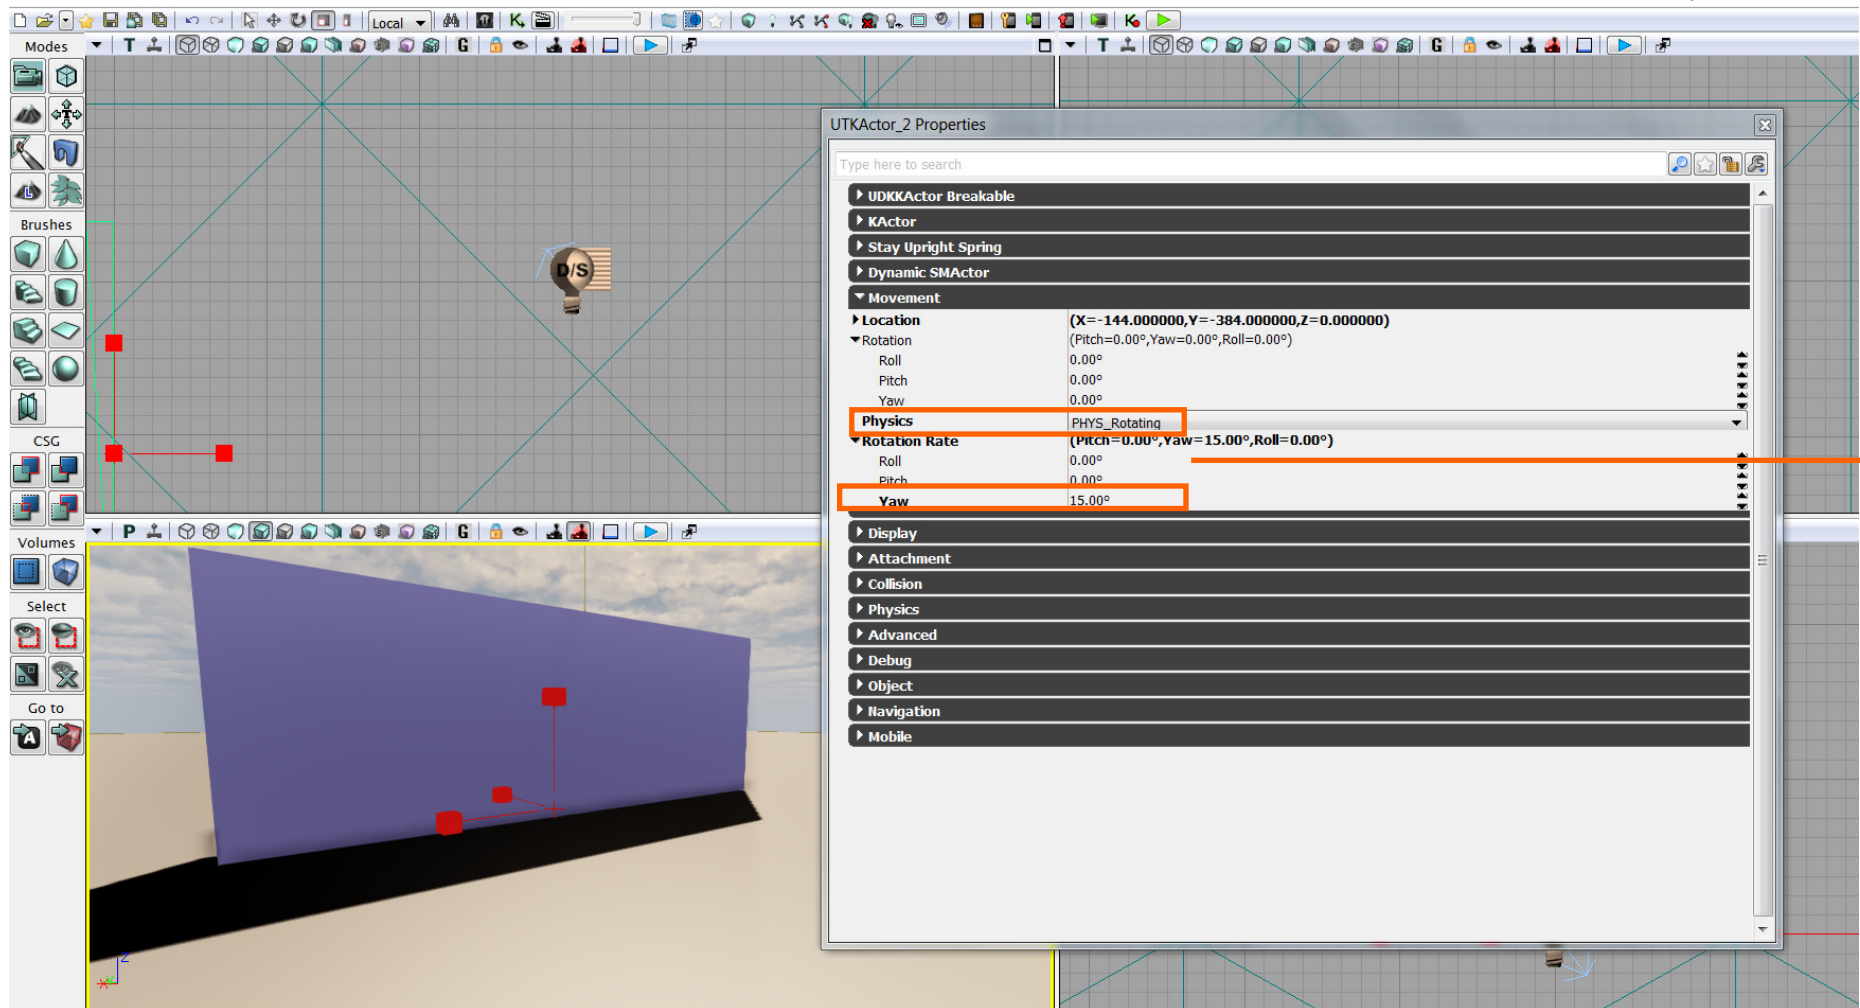 Local
Modes
T
G
T
G
UTKActor_2 Properties
Type here to search
UDKKActor Breakable
KActor
Stay Upright Spring
Dynamic SMActor
Movement
Location (X=-144.000000,Y=-384.000000,Z=0.000000)
Rotation (Pitch=0.00°,Yaw=0.00°,Roll=0.00°)
Roll 0.00°
Pitch 0.00°
Yaw 0.00°
Physics PHYS_Rotating
Rotation Rate (Pitch=0.00°,Yaw=15.00°,Roll=0.00°)
Roll 0.00°
Pitch 0.00°
Yaw 15.00°
Display
Attachment
Collision
Physics
Advanced
Debug
Object
Navigation
Mobile
D/S
Brushes
CSG
P
G
Volumes
Select
Go to
A
Z